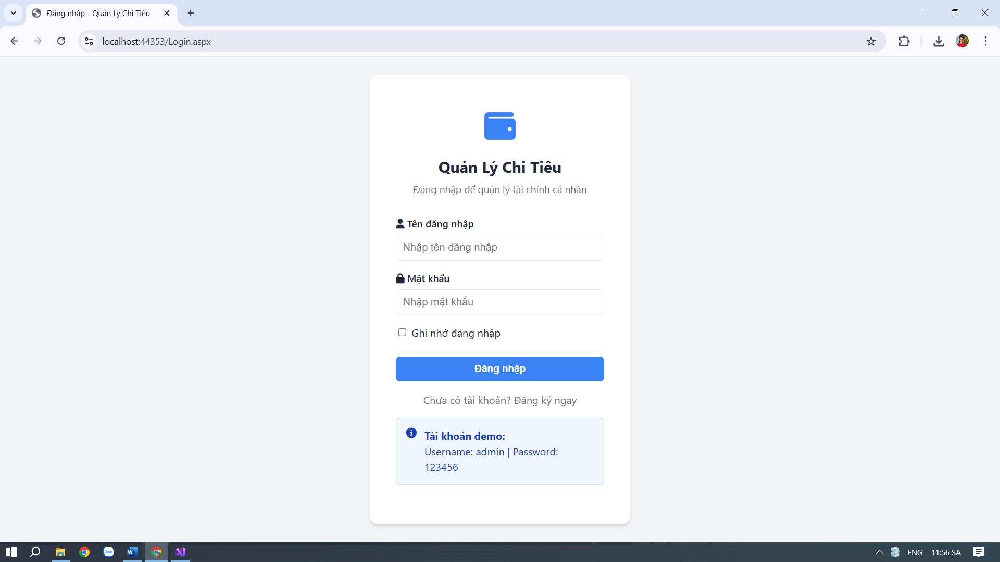 Đăng nhập - Quản Lý Chi Tiêu
localhost:44353/Login.aspx
Quản Lý Chi Tiêu
Đăng nhập để quản lý tài chính cá nhân
Tên đăng nhập
Nhập tên đăng nhập
Mật khẩu
Nhập mật khẩu
Ghi nhớ đăng nhập
Đăng nhập
Chưa có tài khoản? Đăng ký ngay
Tài khoản demo:
Username: admin | Password:
123456
Zalo
W
ENG
11:56 SA